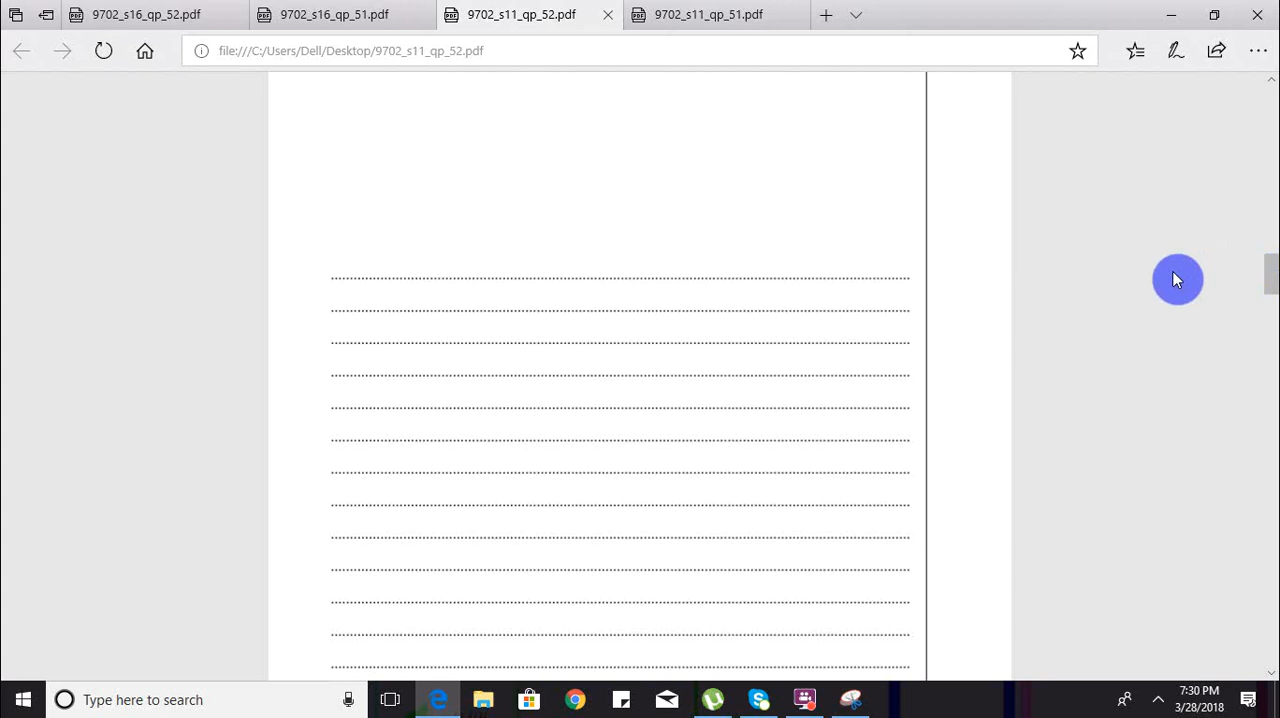 9702_s16_qp_52.pdf
9702_s16_qp_51.pdf
9702_s11_qp_52.pdf
9702_s11_qp_51.pdf
file:///C:/Users/Dell/Desktop/9702_s11_qp_52.pdf
Type here to search
7:30 PM
3/28/2018